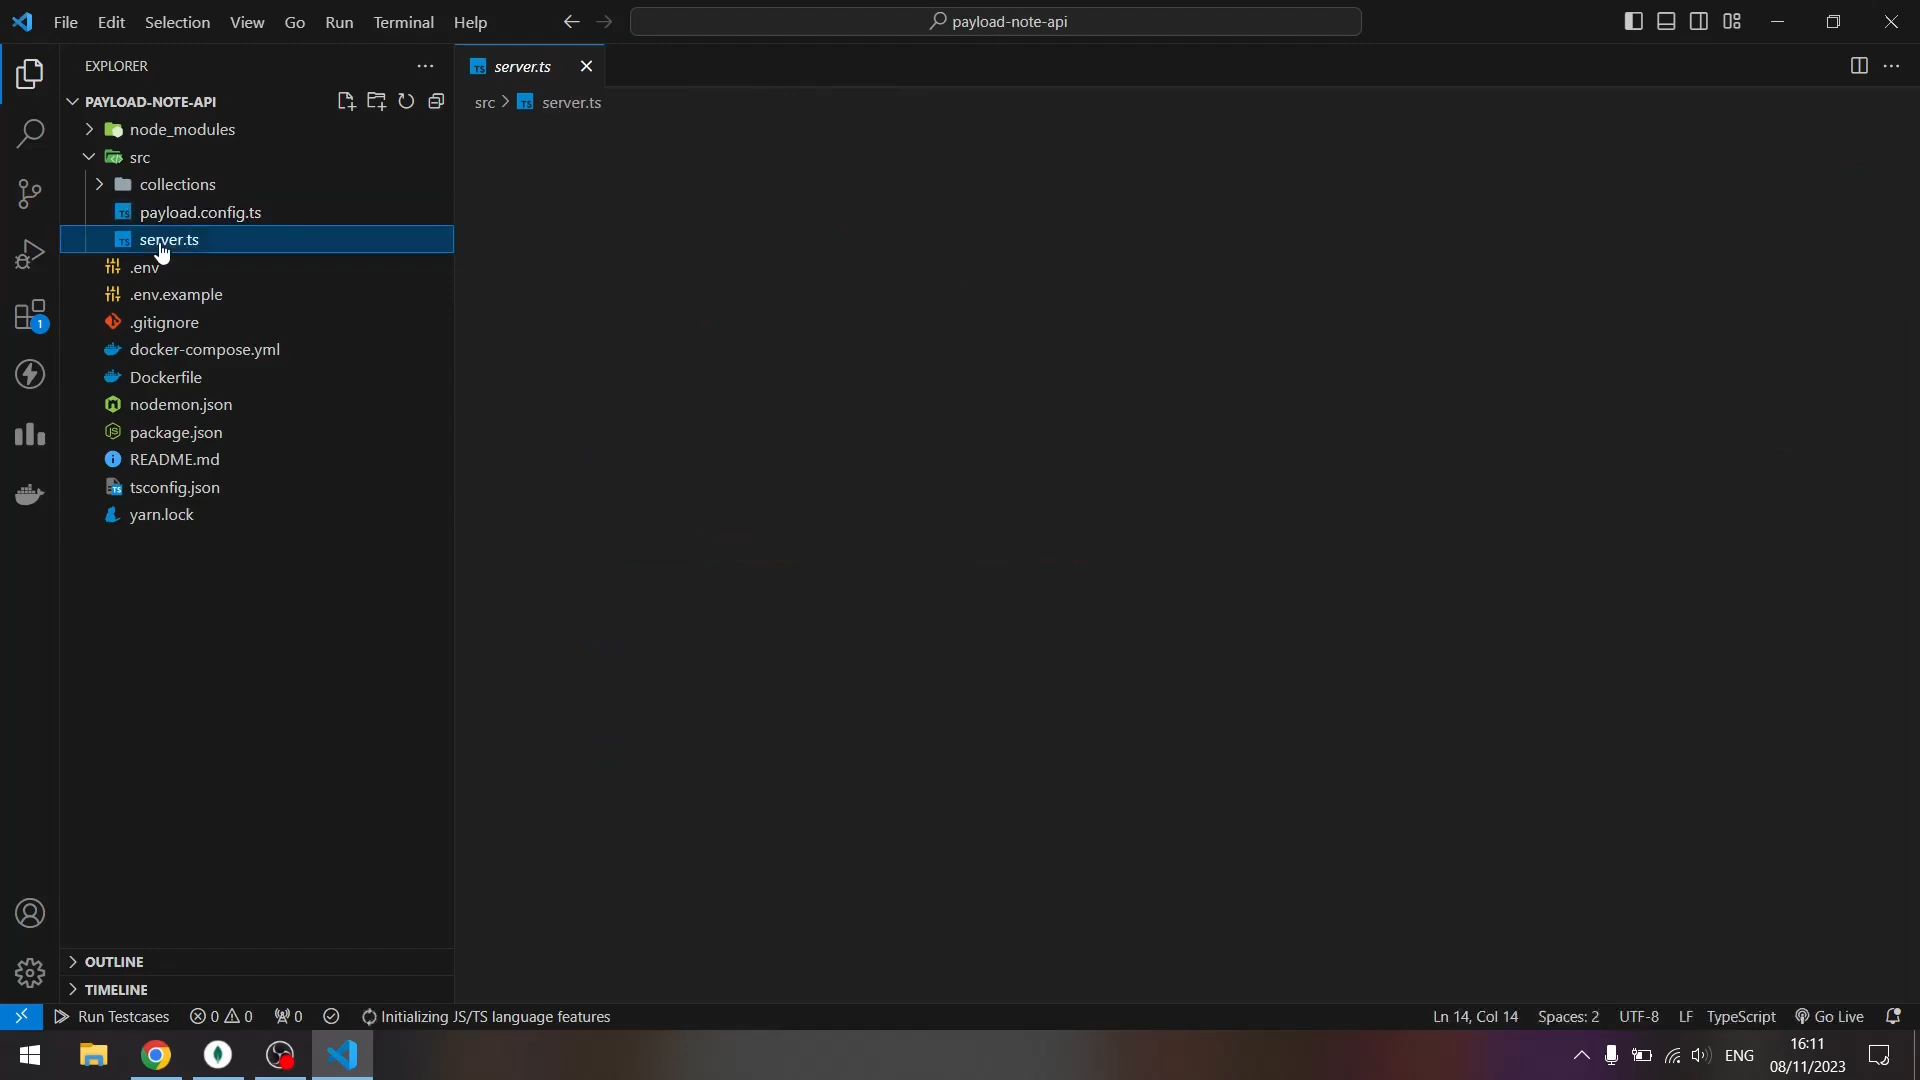 File Edit Selection View Go Run Terminal Help
payload-note-api
EXPLORER
server.ts
PAYLOAD-NOTE-API
src > TS server.ts
node_modules
src
collections
TS payload.config.ts
TS server.ts
.env
.env.example
.gitignore
docker-compose.yml
Dockerfile
nodemon.json
package.json
README.md
tsconfig.json
yarn.lock
1
OUTLINE
TIMELINE
Run Testcases 0 0 0 Initializing JS/TS language features
Ln 14, Col 14 Spaces: 2 UTF-8 LF TypeScript Go Live
ENG
16:11
08/11/2023